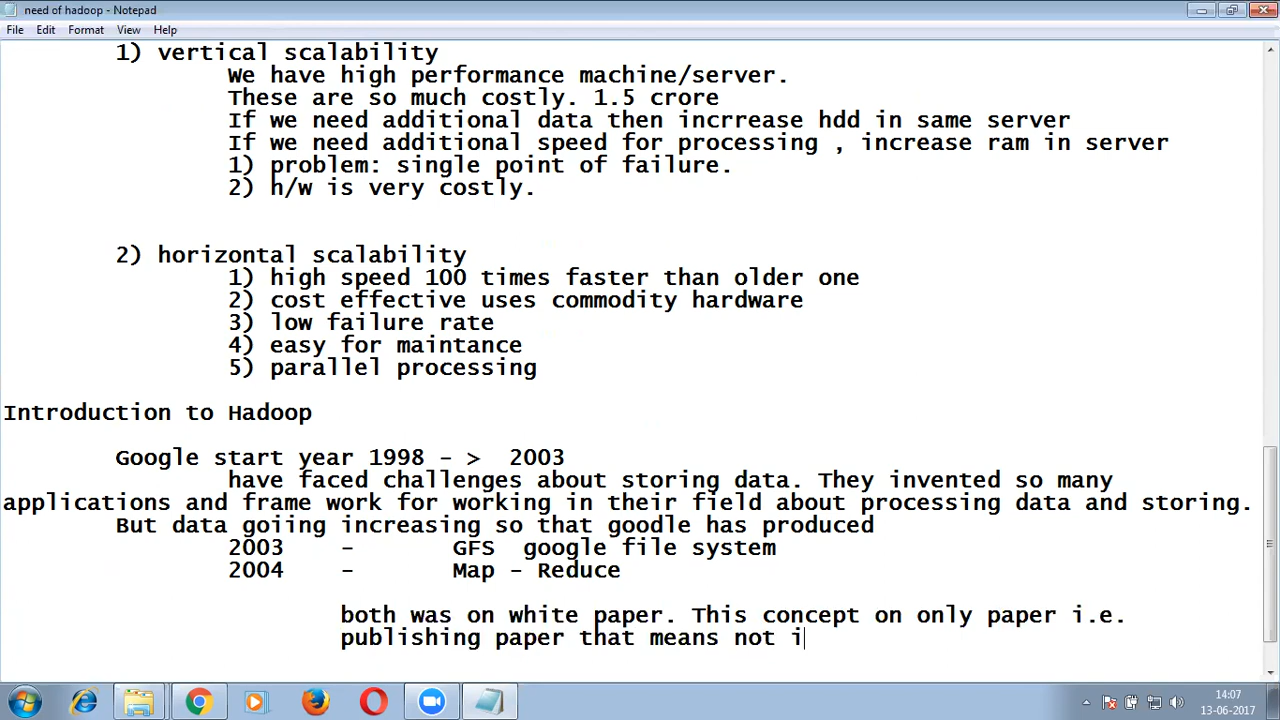 need of hadoop - Notepad
File Edit Format View Help
1) vertical scalability
We have high performance machine/server.
These are so much costly. 1.5 crore
If we need additional data then incrrease hdd in same server
If we need additional speed for processing , increase ram in server
1) problem: single point of failure.
2) h/w is very costly.
2) horizontal scalability
1) high speed 100 times faster than older one
2) cost effective uses commodity hardware
3) low failure rate
4) easy for maintance
5) parallel processing
Introduction to Hadoop
Google start year 1998 - > 2003
have faced challenges about storing data. They invented so many
applications and frame work for working in their field about processing data and storing.
But data goiing increasing so that goodle has produced
2003 - GFS google file system
2004 - Map - Reduce
both was on white paper. This concept on only paper i.e.
publishing paper that means not i
14:07
13-06-2017